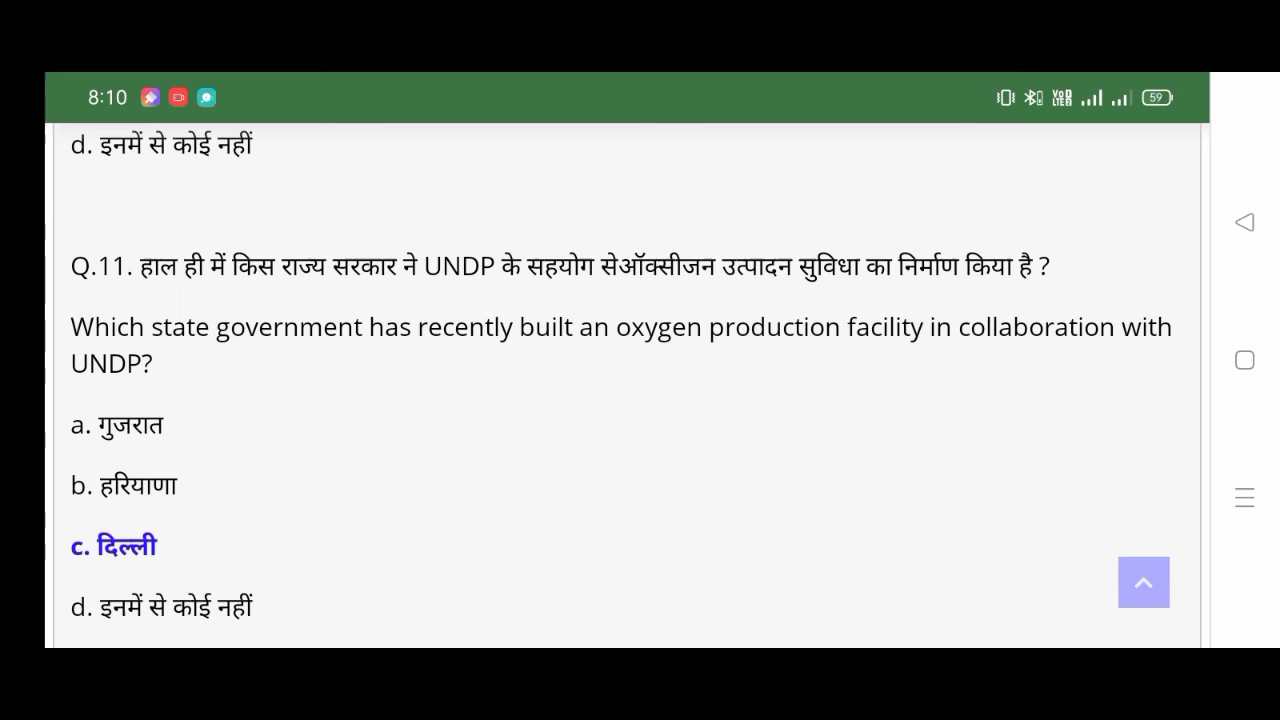 8:10
59
d. इनमें से कोई नहीं
Q.11. हाल ही में किस राज्य सरकार ने UNDP के सहयोग सेऑक्सीजन उत्पादन सुविधा का निर्माण किया है ?
Which state government has recently built an oxygen production facility in collaboration with
UNDP?
a. गुजरात
b. हरियाणा
c. दिल्ली
d. इनमें से कोई नहीं